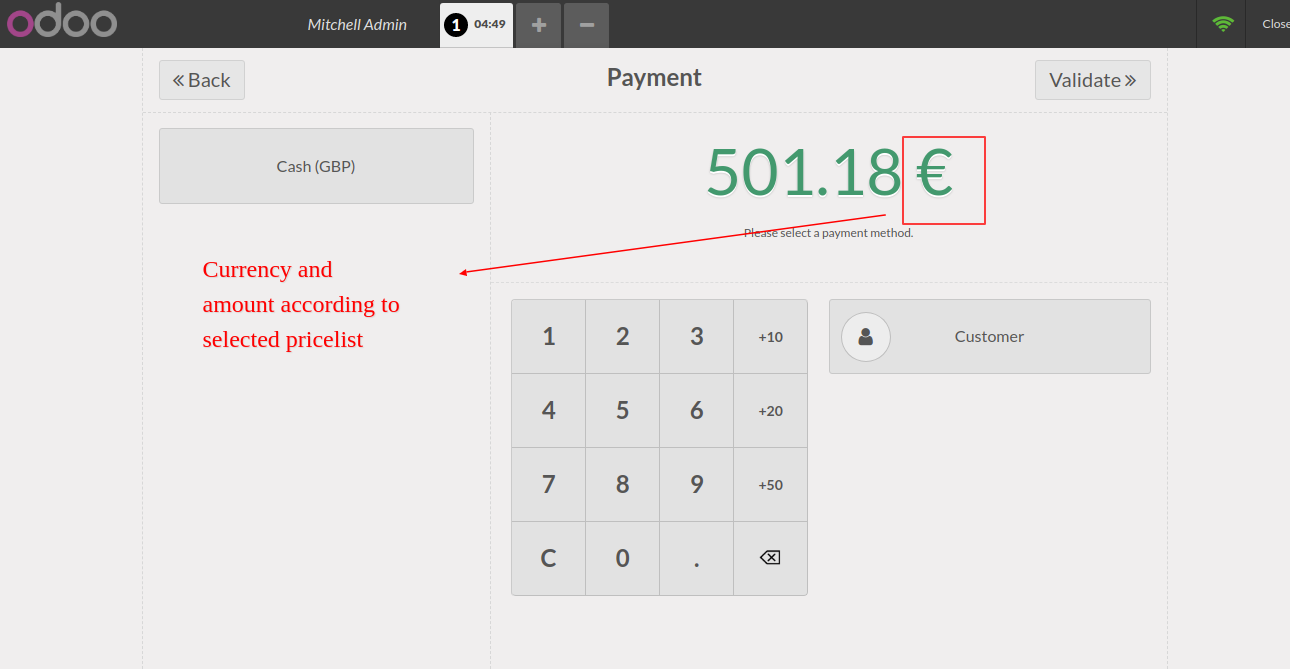 odoo
Mitchell Admin
1 04:49 + −
Close
« Back
Payment
Validate »
Cash (GBP)
501.18 €
Please select a payment method.
Currency and
amount according to
selected pricelist
1 2 3 +10
Customer
4 5 6 +20
7 8 9 +50
C 0 .